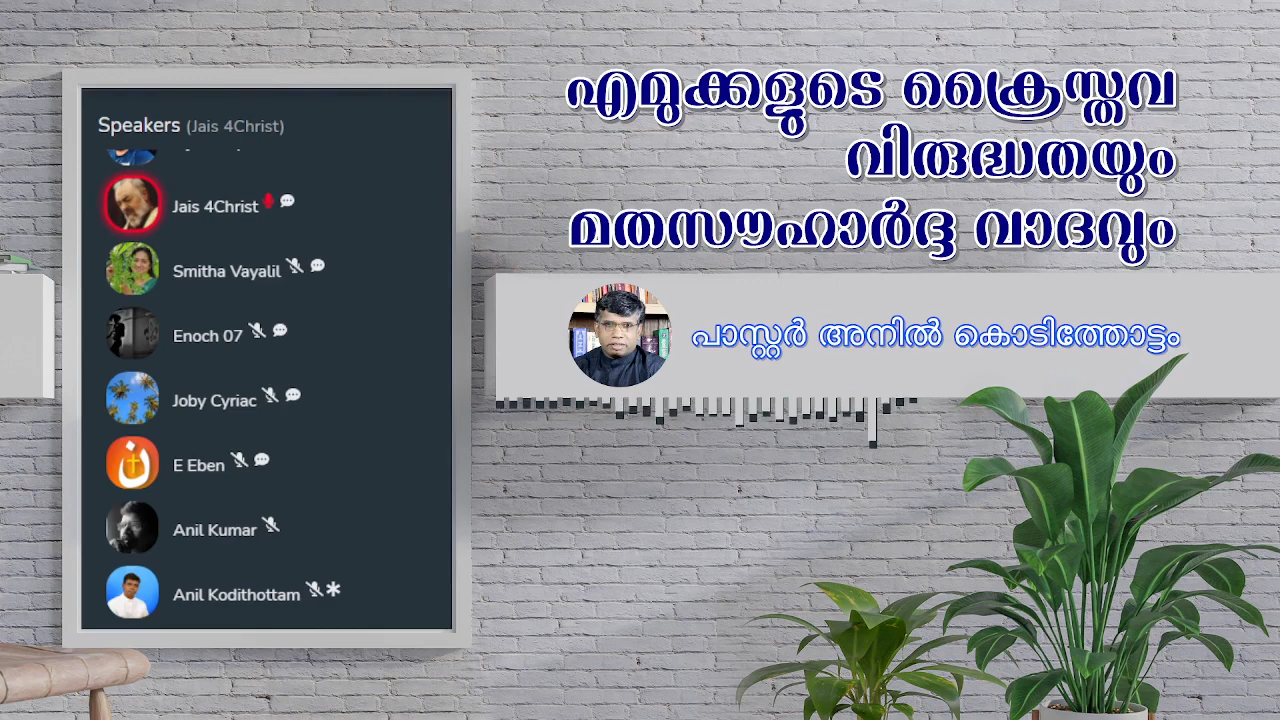 Speakers (Jais 4Christ)
Jais 4Christ
Smitha Vayalil
Enoch 07
Joby Cyriac
E Eben
Anil Kumar
Anil Kodithottam
എമുക്കളുടെ ക്രൈസ്തവ
വിരുദ്ധതയും
മതസൗഹാർദ്ദ വാദവും
പാസ്റ്റർ അനിൽ കൊടിത്തോട്ടം